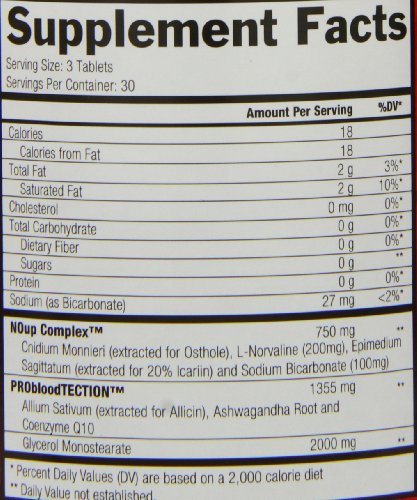 Supplement Facts
Serving Size: 3 Tablets
Servings Per Container: 30
Amount Per Serving %DV*
Calories 18
Calories from Fat 18
Total Fat 2 g 3%*
Saturated Fat 2 g 10%*
Cholesterol 0 mg 0%*
Total Carbohydrate 0 g 0%*
Dietary Fiber 0 g 0%*
Sugars 0 g **
Protein 0 g 0%*
Sodium (as Bicarbonate) 27 mg <2%*
NOup Complex™ 750 mg **
Cnidium Monnieri (extracted for Osthole), L-Norvaline (200mg), Epimedium
Sagittatum (extracted for 20% Icarlin) and Sodium Bicarbonate (100mg)
PRObloodTECTION™ 1355 mg **
Allium Sativum (extracted for Allicin), Ashwagandha Root and
Coenzyme Q10
Glycerol Monostearate 2000 mg **
* Percent Daily Values (DV) are based on a 2,000 calorie diet
** Daily Value not established.